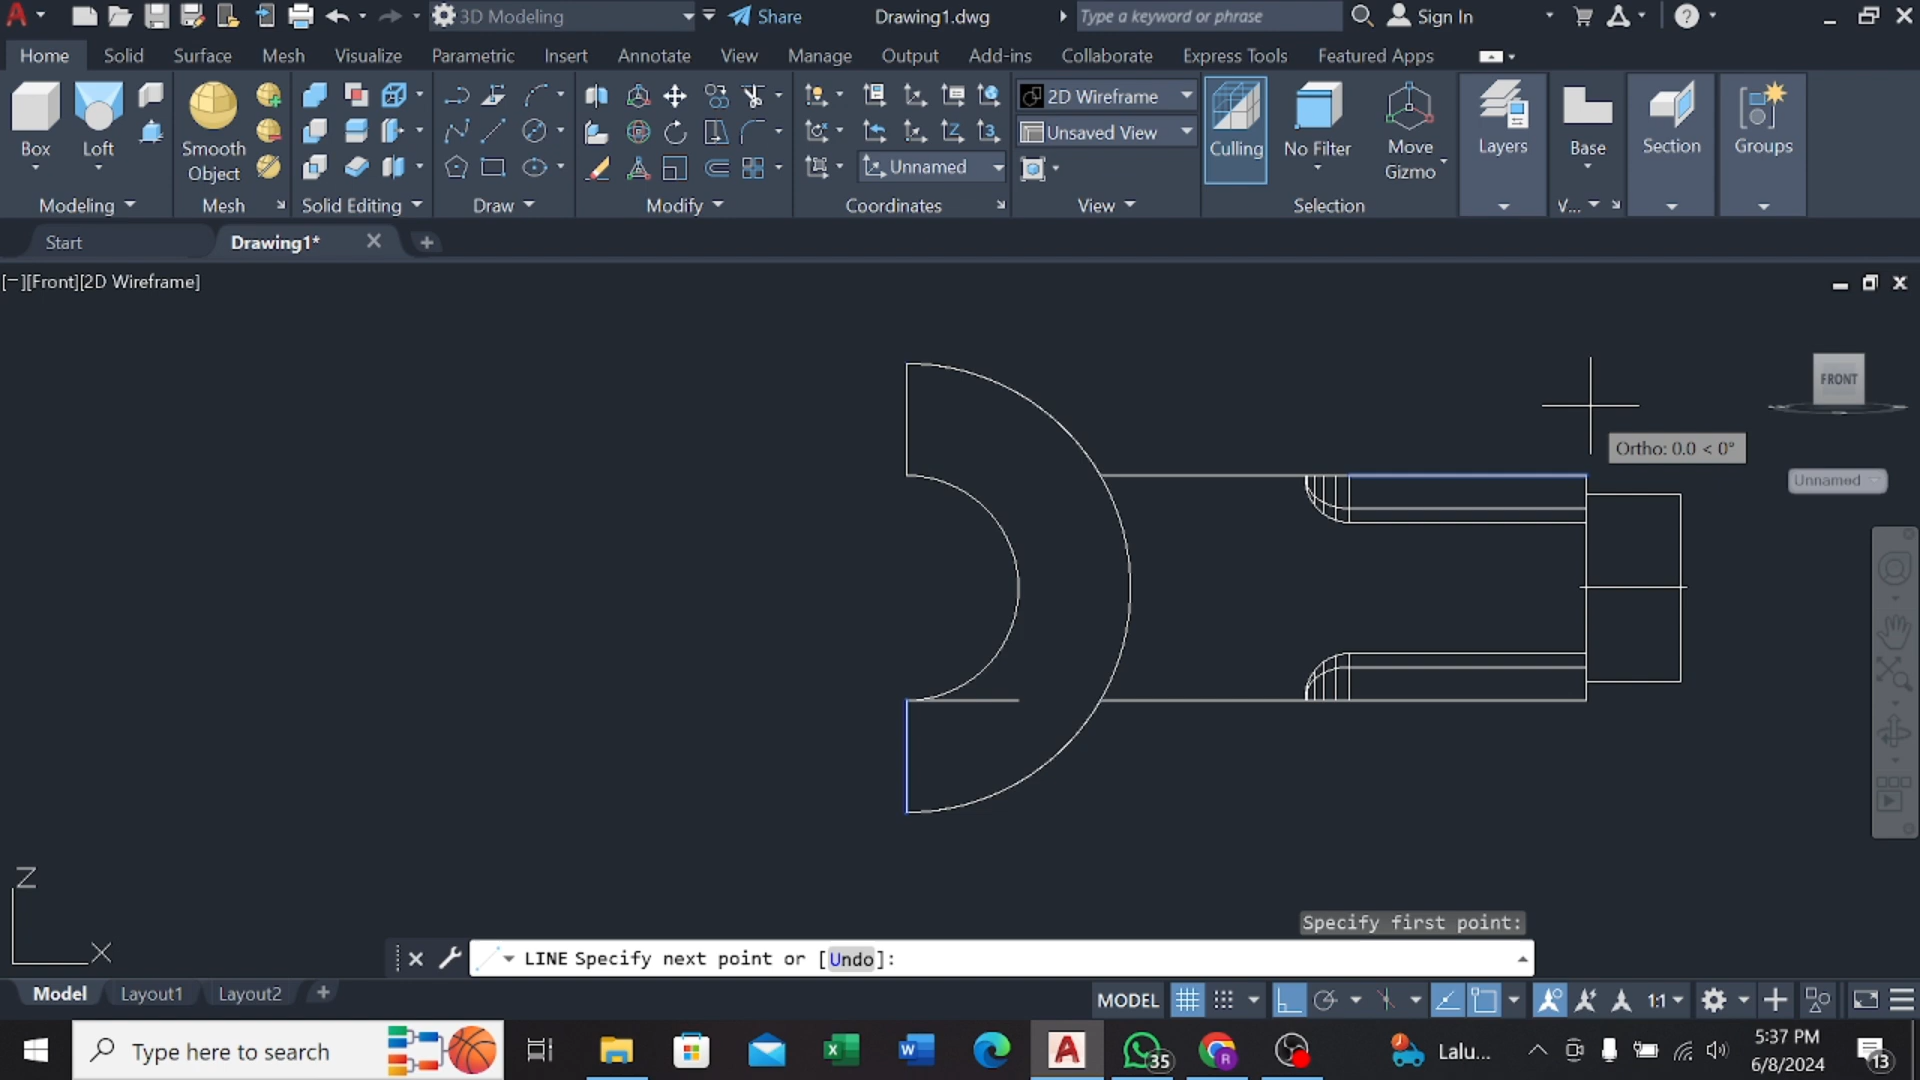 3D Modeling Share Drawing1.dwg Type a keyword or phrase Sign In
Home Solid Surface Mesh Visualize Parametric Insert Annotate View Manage Output Add-ins Collaborate Express Tools Featured Apps
2D Wireframe
Box Loft Smooth Object Unsaved View Culling No Filter Move Gizmo Layers Base Section Groups
Unnamed
Modeling Mesh Solid Editing Draw Modify Coordinates View Selection V...
Start Drawing1*
[−][Front][2D Wireframe]
FRONT
Ortho: 0.0 < 0°
Unnamed
Z
X
Specify first point:
LINE Specify next point or [Undo]:
Model Layout1 Layout2 MODEL 1:1
Type here to search 35 Lalu... 5:37 PM
6/8/2024 13